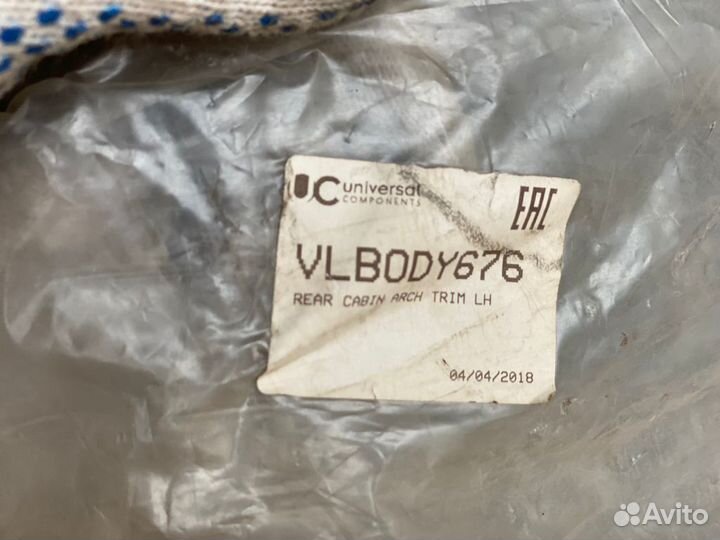 UC universal
COMPONENTS
EAC
VLBODY676
REAR CABIN ARCH TRIM LH
04/04/2018
Avito